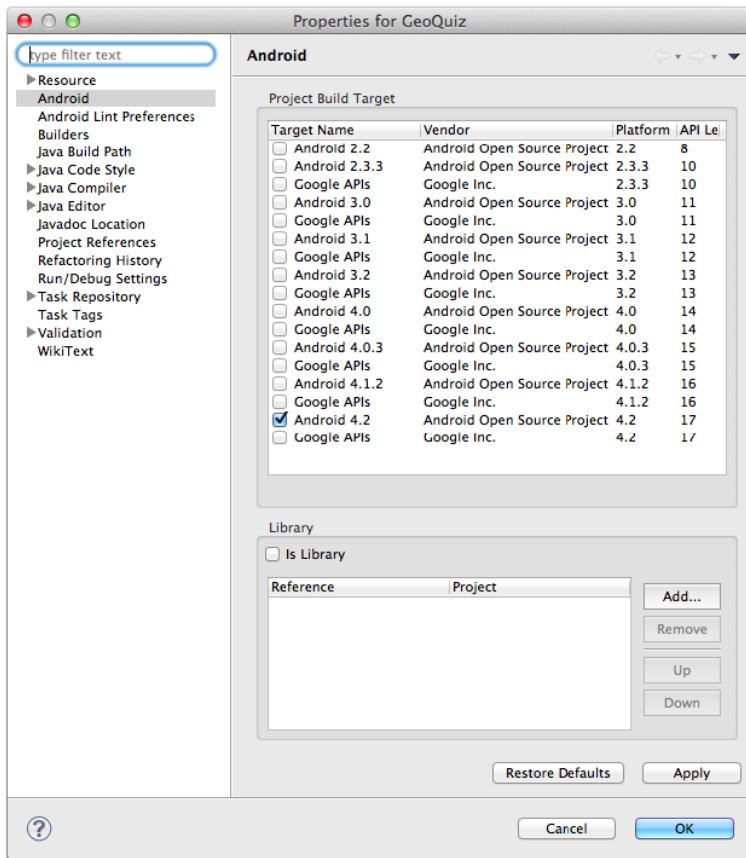 Properties for GeoQuiz
type filter text
Resource
Android
Android Lint Preferences
Builders
Java Build Path
Java Code Style
Java Compiler
Java Editor
Javadoc Location
Project References
Refactoring History
Run/Debug Settings
Task Repository
Task Tags
Validation
WikiText
Android
Project Build Target
Target Name Vendor Platform API Le
Android 2.2 Android Open Source Project 2.2 8
Android 2.3.3 Android Open Source Project 2.3.3 10
Google APIs Google Inc. 2.3.3 10
Android 3.0 Android Open Source Project 3.0 11
Google APIs Google Inc. 3.0 11
Android 3.1 Android Open Source Project 3.1 12
Google APIs Google Inc. 3.1 12
Android 3.2 Android Open Source Project 3.2 13
Google APIs Google Inc. 3.2 13
Android 4.0 Android Open Source Project 4.0 14
Google APIs Google Inc. 4.0 14
Android 4.0.3 Android Open Source Project 4.0.3 15
Google APIs Google Inc. 4.0.3 15
Android 4.1.2 Android Open Source Project 4.1.2 16
Google APIs Google Inc. 4.1.2 16
Android 4.2 Android Open Source Project 4.2 17
Google APIs Google Inc. 4.2 17
Library
Is Library
Reference Project
Add...
Remove
Up
Down
Restore Defaults Apply
? Cancel OK